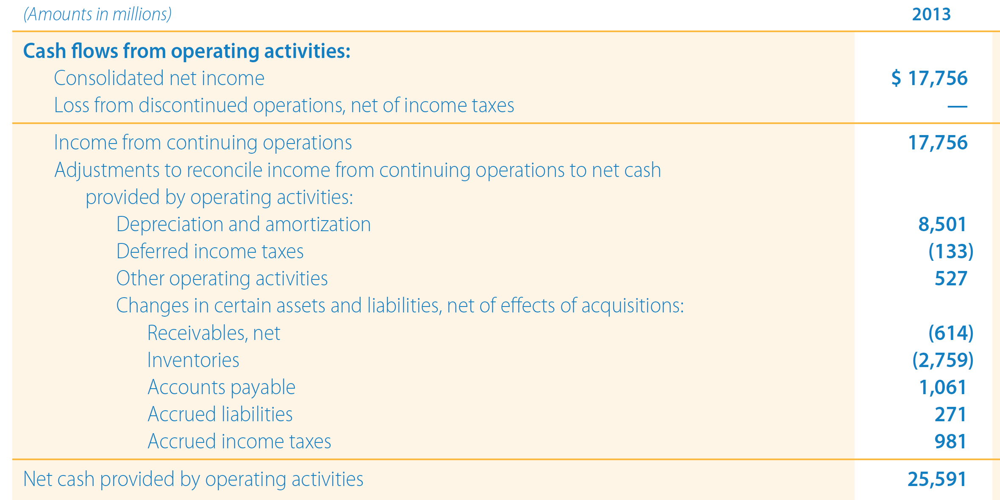 (Amounts in millions) 2013
Cash flows from operating activities:
Consolidated net income $ 17,756
Loss from discontinued operations, net of income taxes —
Income from continuing operations 17,756
Adjustments to reconcile income from continuing operations to net cash
provided by operating activities:
Depreciation and amortization 8,501
Deferred income taxes (133)
Other operating activities 527
Changes in certain assets and liabilities, net of effects of acquisitions:
Receivables, net (614)
Inventories (2,759)
Accounts payable 1,061
Accrued liabilities 271
Accrued income taxes 981
Net cash provided by operating activities 25,591